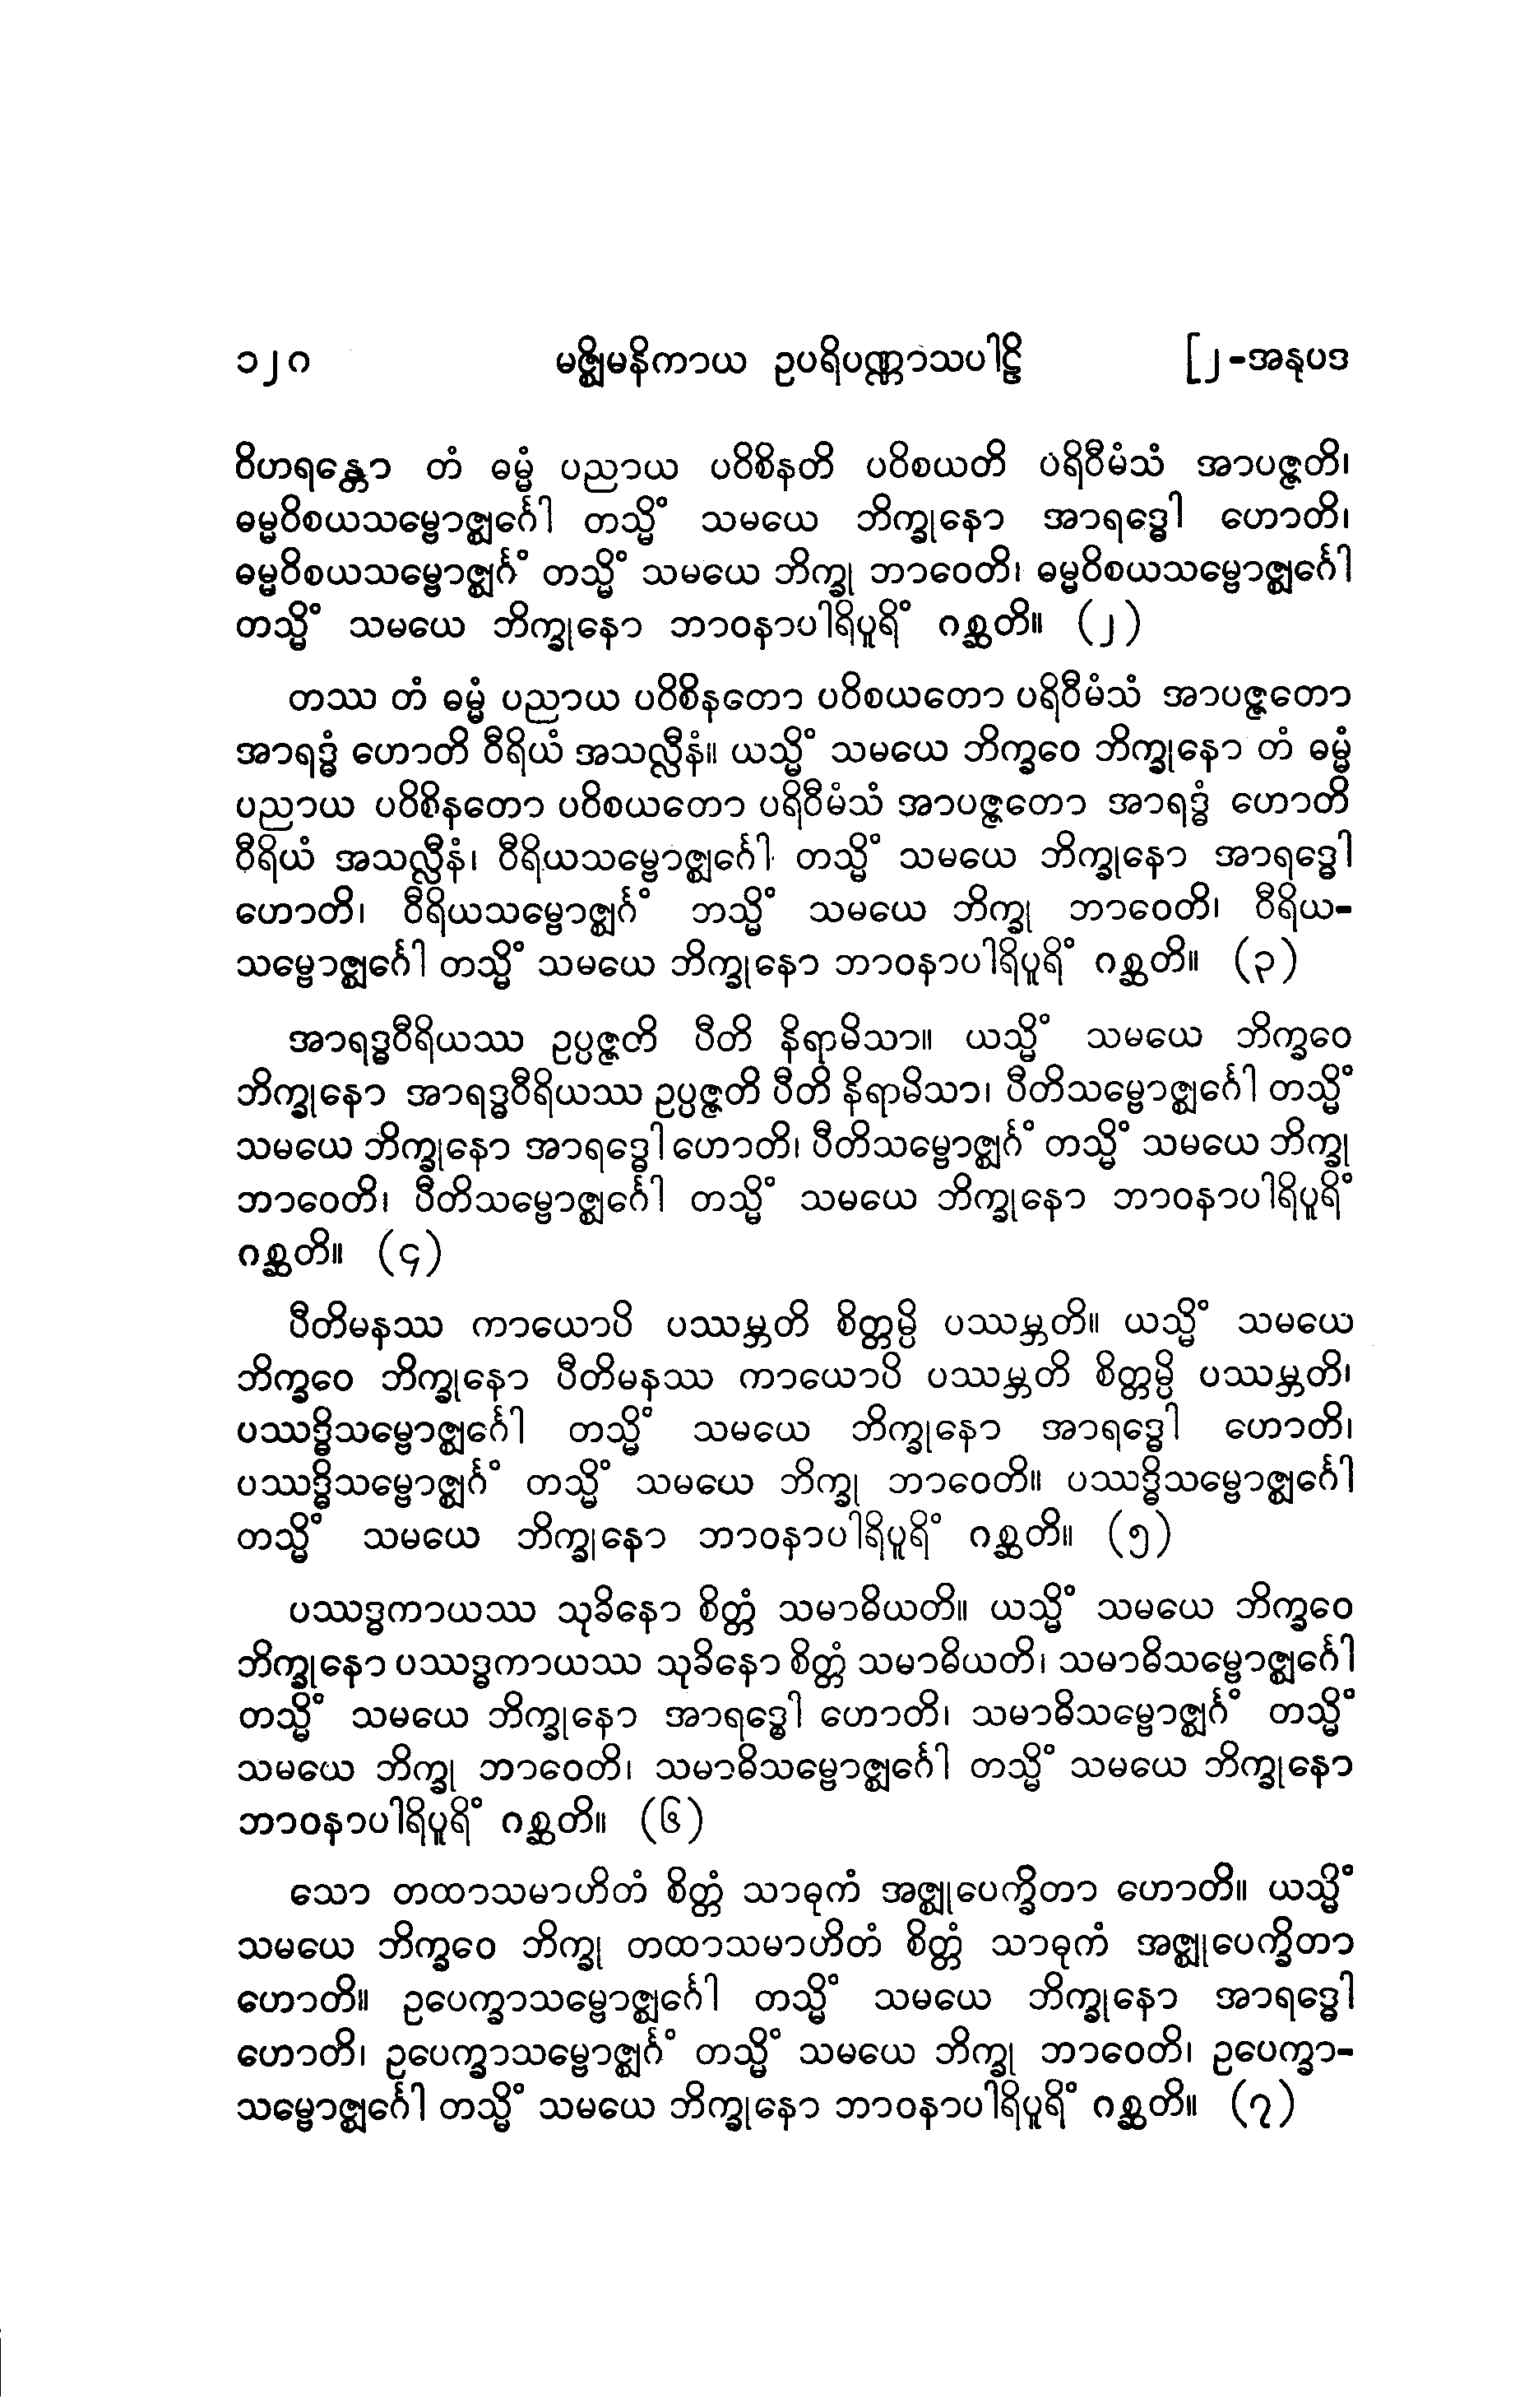 ၁၂၈ မဇ္ဈိမနိကာယ ဥပရိပဏ္ဏာသပါဠိ [၂-အနုပဒ
ဝိဟရန္တော တံ ဓမ္မံ ပညာယ ပဝိစိနတိ ပဝိစယတိ ပရိဝီမံသံ အာပဇ္ဇတိ၊
ဓမ္မဝိစယသမ္ဗောဇ္ဈင်္ဂေါ တသ္မိံ သမယေ ဘိက္ခုနော အာရဒ္ဓေါ ဟောတိ၊
ဓမ္မဝိစယသမ္ဗောဇ္ဈင်္ဂံ တသ္မိံ သမယေ ဘိက္ခု ဘာဝေတိ၊ ဓမ္မဝိစယသမ္ဗောဇ္ဈင်္ဂေါ
တသ္မိံ သမယေ ဘိက္ခုနော ဘာဝနာပါရိပူရိံ ဂစ္ဆတိ။ (၂)
တဿ တံ ဓမ္မံ ပညာယ ပဝိစိနတော ပဝိစယတော ပရိဝီမံသံ အာပဇ္ဇတော
အာရဒ္ဓံ ဟောတိ ဝီရိယံ အသလ္လီနံ။ ယသ္မိံ သမယေ ဘိက္ခဝေ ဘိက္ခုနော တံ ဓမ္မံ
ပညာယ ပဝိစိနတော ပဝိစယတော ပရိဝီမံသံ အာပဇ္ဇတော အာရဒ္ဓံ ဟောတိ
ဝီရိယံ အသလ္လီနံ၊ ဝီရိယသမ္ဗောဇ္ဈင်္ဂေါ တသ္မိံ သမယေ ဘိက္ခုနော အာရဒ္ဓေါ
ဟောတိ၊ ဝီရိယသမ္ဗောဇ္ဈင်္ဂံ ဘသ္မိံ သမယေ ဘိက္ခု ဘာဝေတိ၊ ဝီရိယ-
သမ္ဗောဇ္ဈင်္ဂေါ တသ္မိံ သမယေ ဘိက္ခုနော ဘာဝနာပါရိပူရိံ ဂစ္ဆတိ။ (၃)
အာရဒ္ဓဝီရိယဿ ဥပ္ပဇ္ဇတိ ပီတိ နိရာမိသာ။ ယသ္မိံ သမယေ ဘိက္ခဝေ
ဘိက္ခုနော အာရဒ္ဓဝီရိယဿ ဥပ္ပဇ္ဇတိ ပီတိ နိရာမိသာ၊ ပီတိသမ္ဗောဇ္ဈင်္ဂေါ တသ္မိံ
သမယေ ဘိက္ခုနော အာရဒ္ဓေါ ဟောတိ၊ ပီတိသမ္ဗောဇ္ဈင်္ဂံ တသ္မိံ သမယေ ဘိက္ခု
ဘာဝေတိ၊ ပီတိသမ္ဗောဇ္ဈင်္ဂေါ တသ္မိံ သမယေ ဘိက္ခုနော ဘာဝနာပါရိပူရိံ
ဂစ္ဆတိ။ (၄)
ပီတိမနဿ ကာယောပိ ပဿမ္ဘတိ စိတ္တမ္ပိ ပဿမ္ဘတိ။ ယသ္မိံ သမယေ
ဘိက္ခဝေ ဘိက္ခုနော ပီတိမနဿ ကာယောပိ ပဿမ္ဘတိ စိတ္တမ္ပိ ပဿမ္ဘတိ၊
ပဿဒ္ဓိသမ္ဗောဇ္ဈင်္ဂေါ တသ္မိံ သမယေ ဘိက္ခုနော အာရဒ္ဓေါ ဟောတိ၊
ပဿဒ္ဓိသမ္ဗောဇ္ဈင်္ဂံ တသ္မိံ သမယေ ဘိက္ခု ဘာဝေတိ။ ပဿဒ္ဓိသမ္ဗောဇ္ဈင်္ဂေါ
တသ္မိံ သမယေ ဘိက္ခုနော ဘာဝနာပါရိပူရိံ ဂစ္ဆတိ။ (၅)
ပဿဒ္ဓကာယဿ သုခိနော စိတ္တံ သမာဓိယတိ။ ယသ္မိံ သမယေ ဘိက္ခဝေ
ဘိက္ခုနော ပဿဒ္ဓကာယဿ သုခိနော စိတ္တံ သမာဓိယတိ၊ သမာဓိသမ္ဗောဇ္ဈင်္ဂေါ
တသ္မိံ သမယေ ဘိက္ခုနော အာရဒ္ဓေါ ဟောတိ၊ သမာဓိသမ္ဗောဇ္ဈင်္ဂံ တသ္မိံ
သမယေ ဘိက္ခု ဘာဝေတိ၊ သမာဓိသမ္ဗောဇ္ဈင်္ဂေါ တသ္မိံ သမယေ ဘိက္ခုနော
ဘာဝနာပါရိပူရိံ ဂစ္ဆတိ။ (၆)
သော တထာသမာဟိတံ စိတ္တံ သာဓုကံ အဇ္ဈုပေက္ခိတာ ဟောတိ။ ယသ္မိံ
သမယေ ဘိက္ခဝေ ဘိက္ခု တထာသမာဟိတံ စိတ္တံ သာဓုကံ အဇ္ဈုပေက္ခိတာ
ဟောတိ။ ဥပေက္ခာသမ္ဗောဇ္ဈင်္ဂေါ တသ္မိံ သမယေ ဘိက္ခုနော အာရဒ္ဓေါ
ဟောတိ၊ ဥပေက္ခာသမ္ဗောဇ္ဈင်္ဂံ တသ္မိံ သမယေ ဘိက္ခု ဘာဝေတိ၊ ဥပေက္ခာ-
သမ္ဗောဇ္ဈင်္ဂေါ တသ္မိံ သမယေ ဘိက္ခုနော ဘာဝနာပါရိပူရိံ ဂစ္ဆတိ။ (၇)